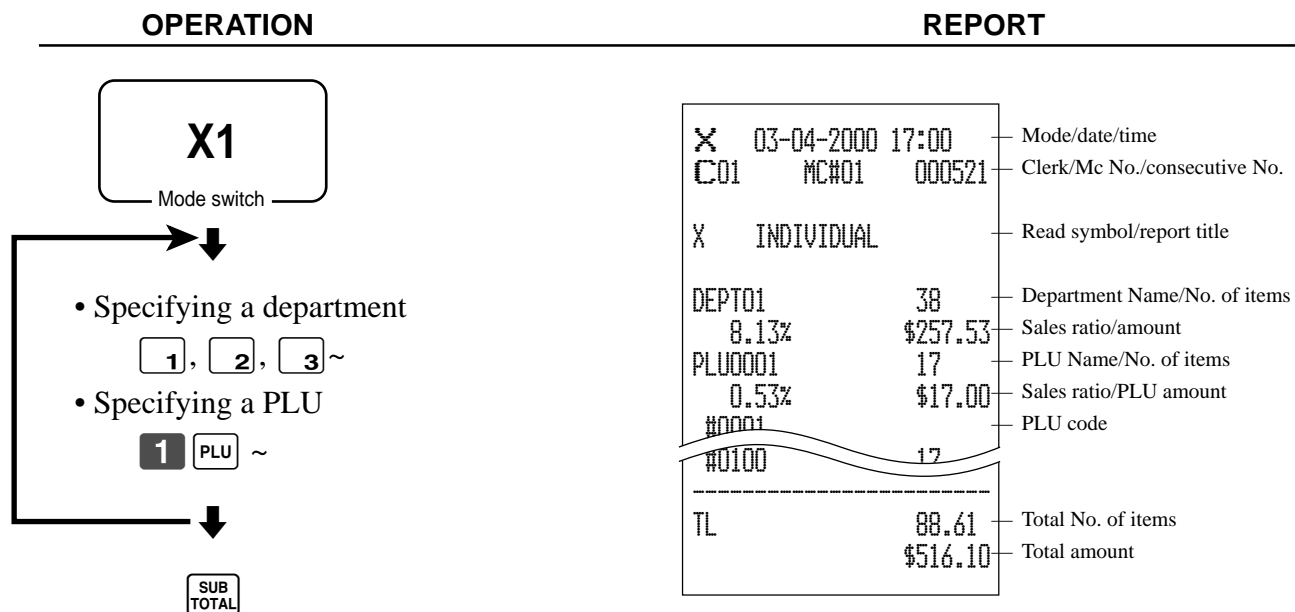 OPERATION
REPORT
X1
Mode switch
• Specifying a department
1, 2, 3~
• Specifying a PLU
1 PLU ~
SUB
TOTAL
X 03-04-2000 17:00 Mode/date/time
C01 MC#01 000521 Clerk/Mc No./consecutive No.
X INDIVIDUAL Read symbol/report title
DEPT01 38 Department Name/No. of items
8.13% $257.53 Sales ratio/amount
PLU0001 17 PLU Name/No. of items
0.53% $17.00 Sales ratio/PLU amount
#0001 PLU code
#0100 17
TL 88.61 Total No. of items
$516.10 Total amount